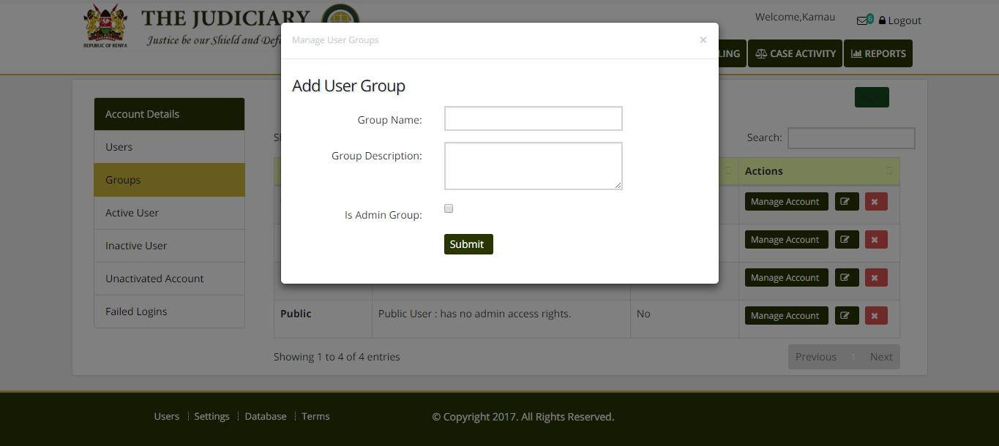 THE JUDICIARY
Justice be our Shield and Defe
REPUBLIC OF KENYA
Welcome,Kamau
6
Logout
LING
CASE ACTIVITY
REPORTS
Manage User Groups
×
Add User Group
Group Name:
Group Description:
Is Admin Group:
Submit
Account Details
Users
Groups
Active User
Inactive User
Unactivated Account
Failed Logins
Search:
Actions
Manage Account
Manage Account
Manage Account
Public Public User : has no admin access rights. No Manage Account
Showing 1 to 4 of 4 entries
Previous 1 Next
Users Settings Database Terms
© Copyright 2017. All Rights Reserved.